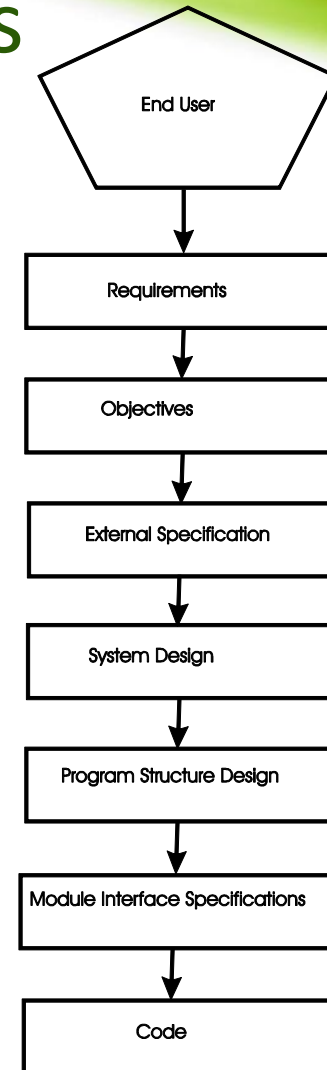 s
End User
Requirements
Objectives
External Specification
System Design
Program Structure Design
Module Interface Specifications
Code